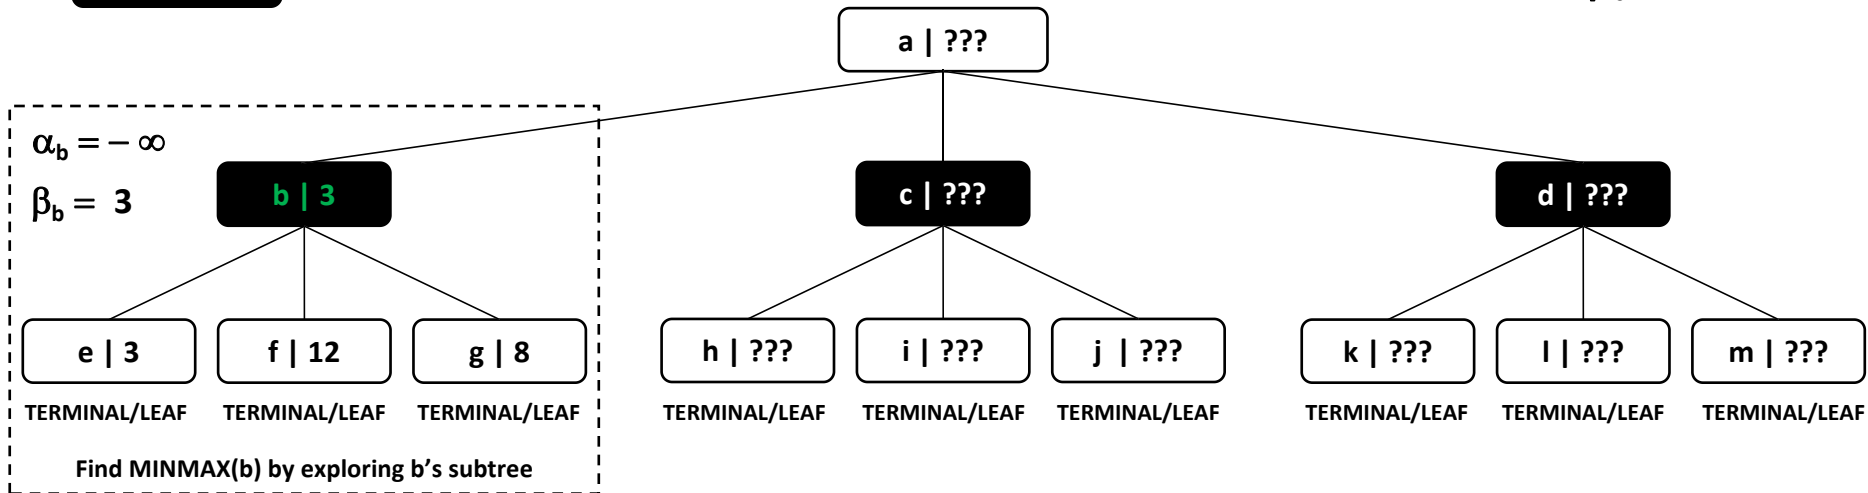 a | ???
αb = − ∞
βb = 3
b | 3
c | ???
d | ???
e | 3
f | 12
g | 8
h | ???
i | ???
j | ???
k | ???
l | ???
m | ???
TERMINAL/LEAF
TERMINAL/LEAF
TERMINAL/LEAF
TERMINAL/LEAF
TERMINAL/LEAF
TERMINAL/LEAF
TERMINAL/LEAF
TERMINAL/LEAF
TERMINAL/LEAF
Find MINMAX(b) by exploring b's subtree